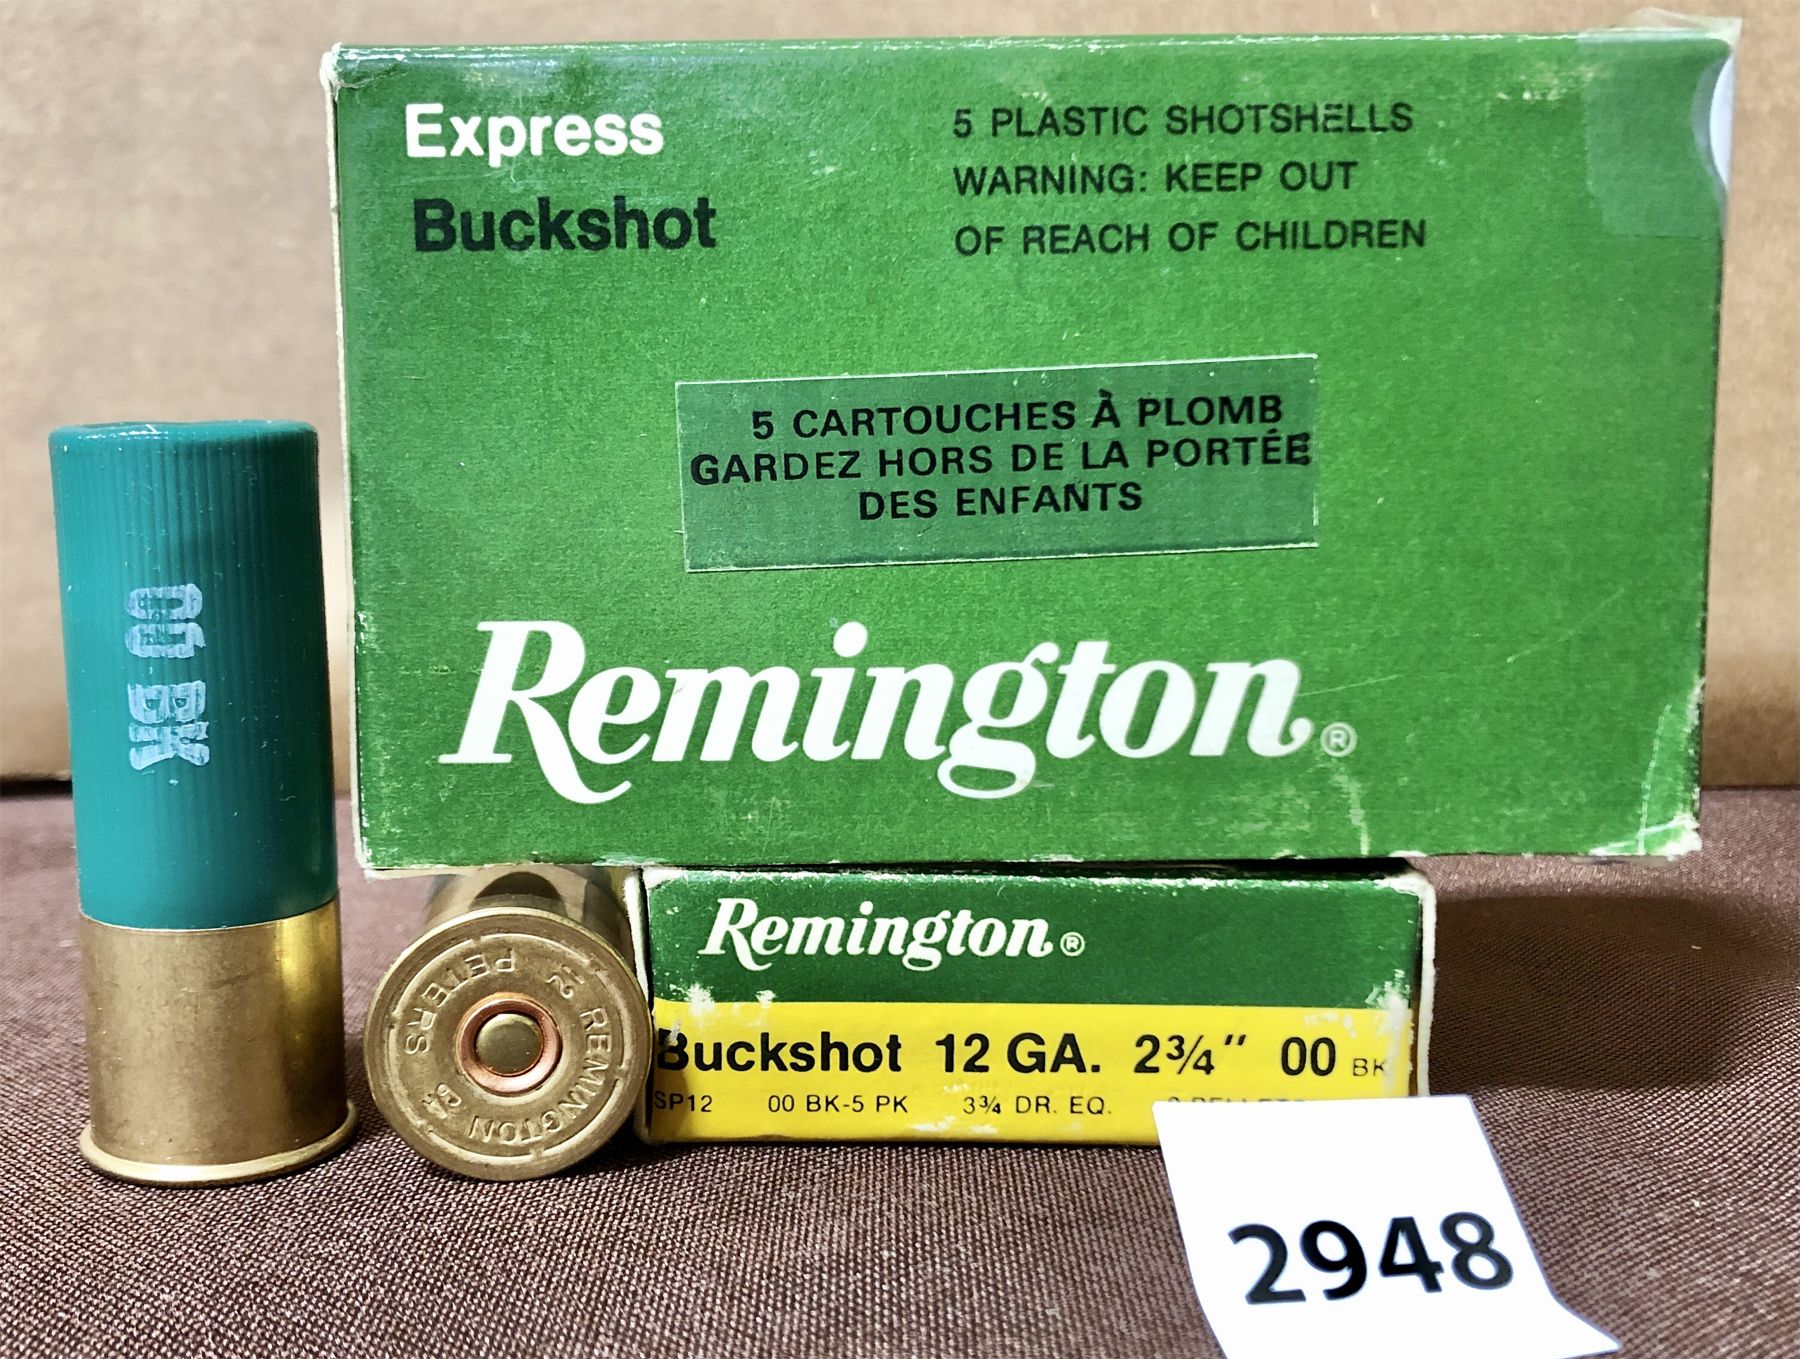 Express
Buckshot
5 PLASTIC SHOTSHELLS
WARNING: KEEP OUT
OF REACH OF CHILDREN
5 CARTOUCHES À PLOMB
GARDEZ HORS DE LA PORTÉE
DES ENFANTS
Remington®
00 BK
12 REMINGTON 12 PETERS
Remington®
Buckshot 12 GA. 2¾" 00 BK
SP12 00 BK-5 PK 3¾ DR. EQ.
2948